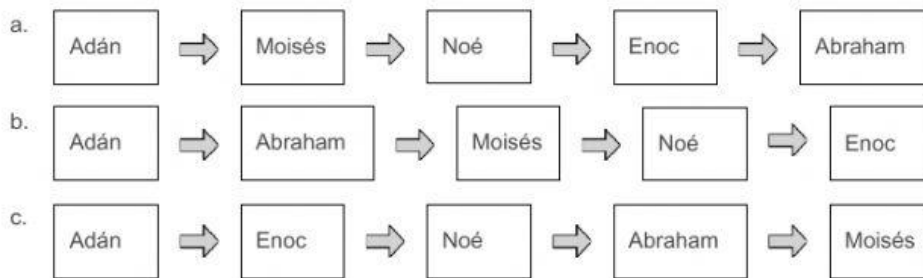 a. Adán Moisés Noé Enoc Abraham
b. Adán Abraham Moisés Noé Enoc
c. Adán Enoc Noé Abraham Moisés